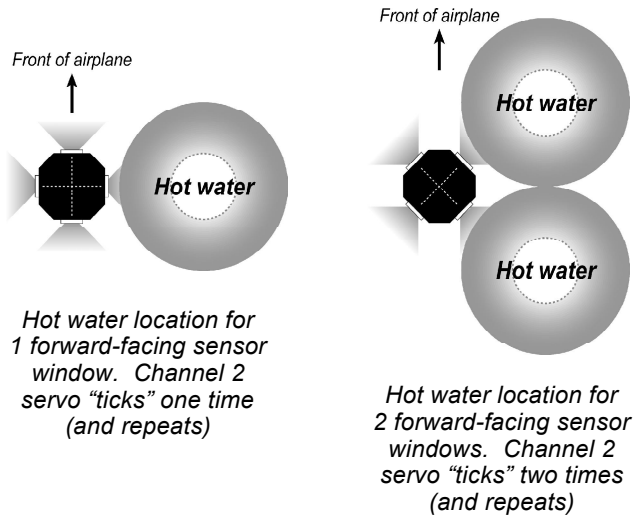 Front of airplane
Hot water
Hot water location for
1 forward-facing sensor
window.  Channel 2
servo “ticks” one time
(and repeats)
Front of airplane
Hot water
Hot water
Hot water location for
2 forward-facing sensor
windows.  Channel 2
servo “ticks” two times
(and repeats)